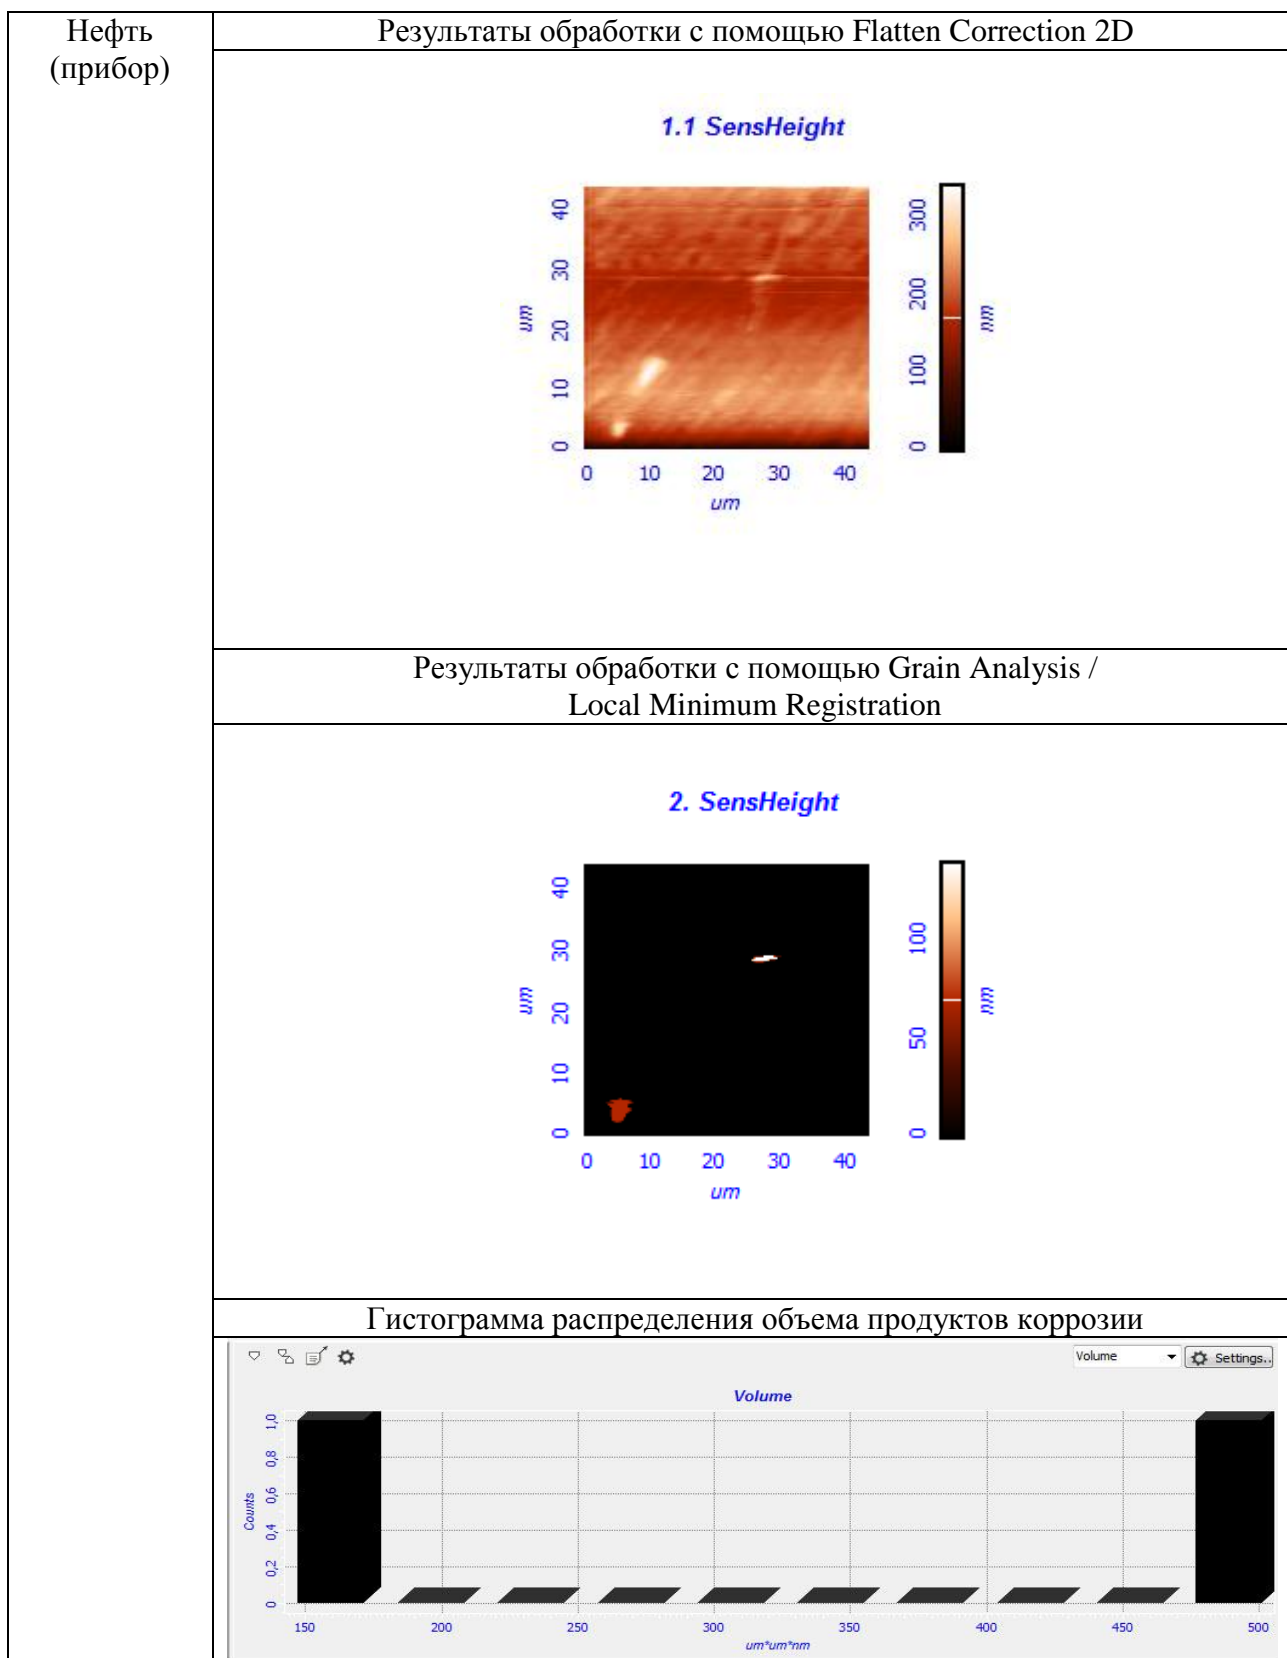 Нефть
(прибор)
Результаты обработки с помощью Flatten Correction 2D
1.1 SensHeight
40
30
20
10
0
um
0 10 20 30 40
um
300
200
100
0
nm
Результаты обработки с помощью Grain Analysis /
Local Minimum Registration
2. SensHeight
40
30
20
10
0
um
0 10 20 30 40
um
100
50
0
nm
Гистограмма распределения объема продуктов коррозии
Volume Settings..
Volume
1,0
0,8
0,6
0,4
0,2
0
Counts
150 200 250 300 350 400 450 500
um*um*nm